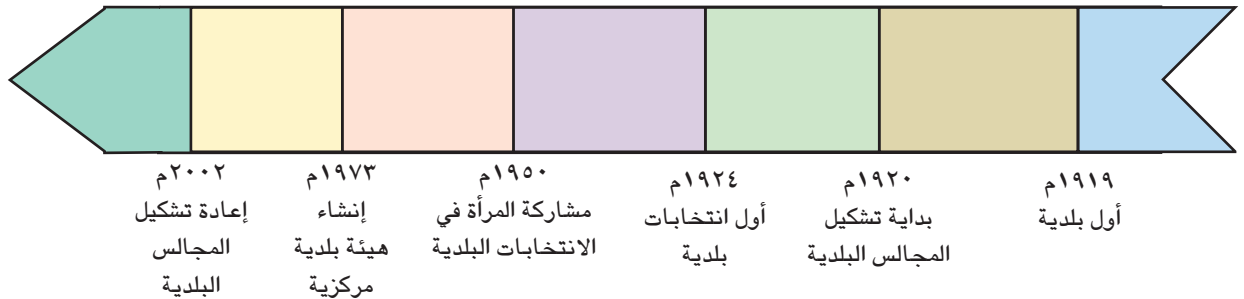 ١٩١٩م
أول بلدية
١٩٢٠م
بداية تشكيل
المجالس البلدية
١٩٢٤م
أول انتخابات
بلدية
١٩٥٠م
مشاركة المرأة في
الانتخابات البلدية
١٩٧٣م
إنشاء
هيئة بلدية
مركزية
٢٠٠٢م
إعادة تشكيل
المجالس
البلدية